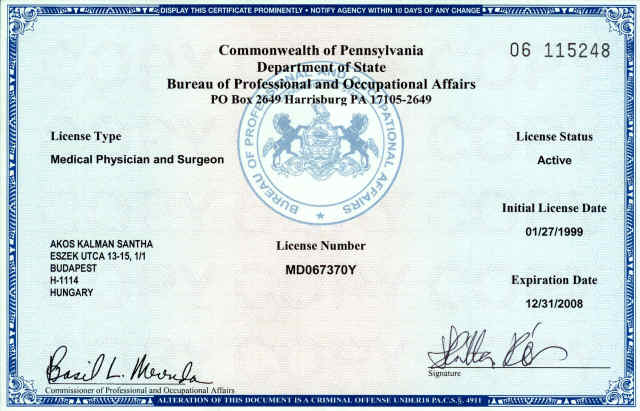 DISPLAY THIS CERTIFICATE PROMINENTLY • NOTIFY AGENCY WITHIN 10 DAYS OF ANY CHANGE
Commonwealth of Pennsylvania
Department of State
Bureau of Professional and Occupational Affairs
PO Box 2649 Harrisburg PA 17105-2649
06 115248
BUREAU OF PROFESSIONAL AND OCCUPATIONAL AFFAIRS
License Type
Medical Physician and Surgeon
License Status
Active
Initial License Date
01/27/1999
AKOS KALMAN SANTHA
ESZEK UTCA 13-15, 1/1
BUDAPEST
H-1114
HUNGARY
License Number
MD067370Y
Expiration Date
12/31/2008
Basil L. Merenda
Commissioner of Professional and Occupational Affairs
Signature
ALTERATION OF THIS DOCUMENT IS A CRIMINAL OFFENSE UNDER 18 PA.C.S.§. 4911